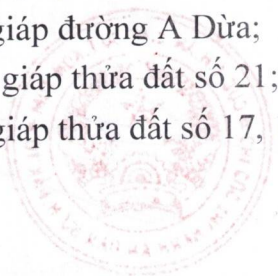 giáp đường A Dừa;
giáp thửa đất số 21;
giáp thửa đất số 17,